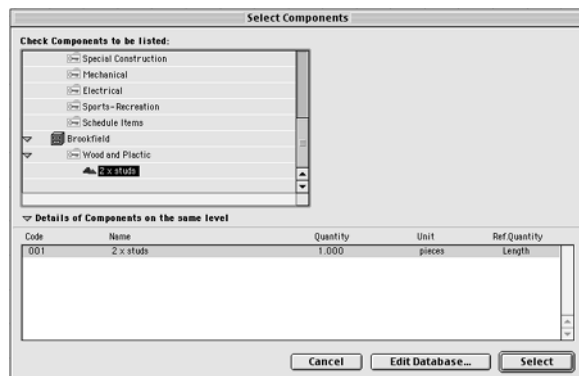 Select Components
Check Components to be listed:
Special Construction
Mechanical
Electrical
Sports-Recreation
Schedule Items
Brookfield
Wood and Plactic
2 x studs
Details of Components on the same level
Code Name Quantity Unit Ref.Quantity
001 2 x studs 1.000 pieces Length
Cancel Edit Database... Select